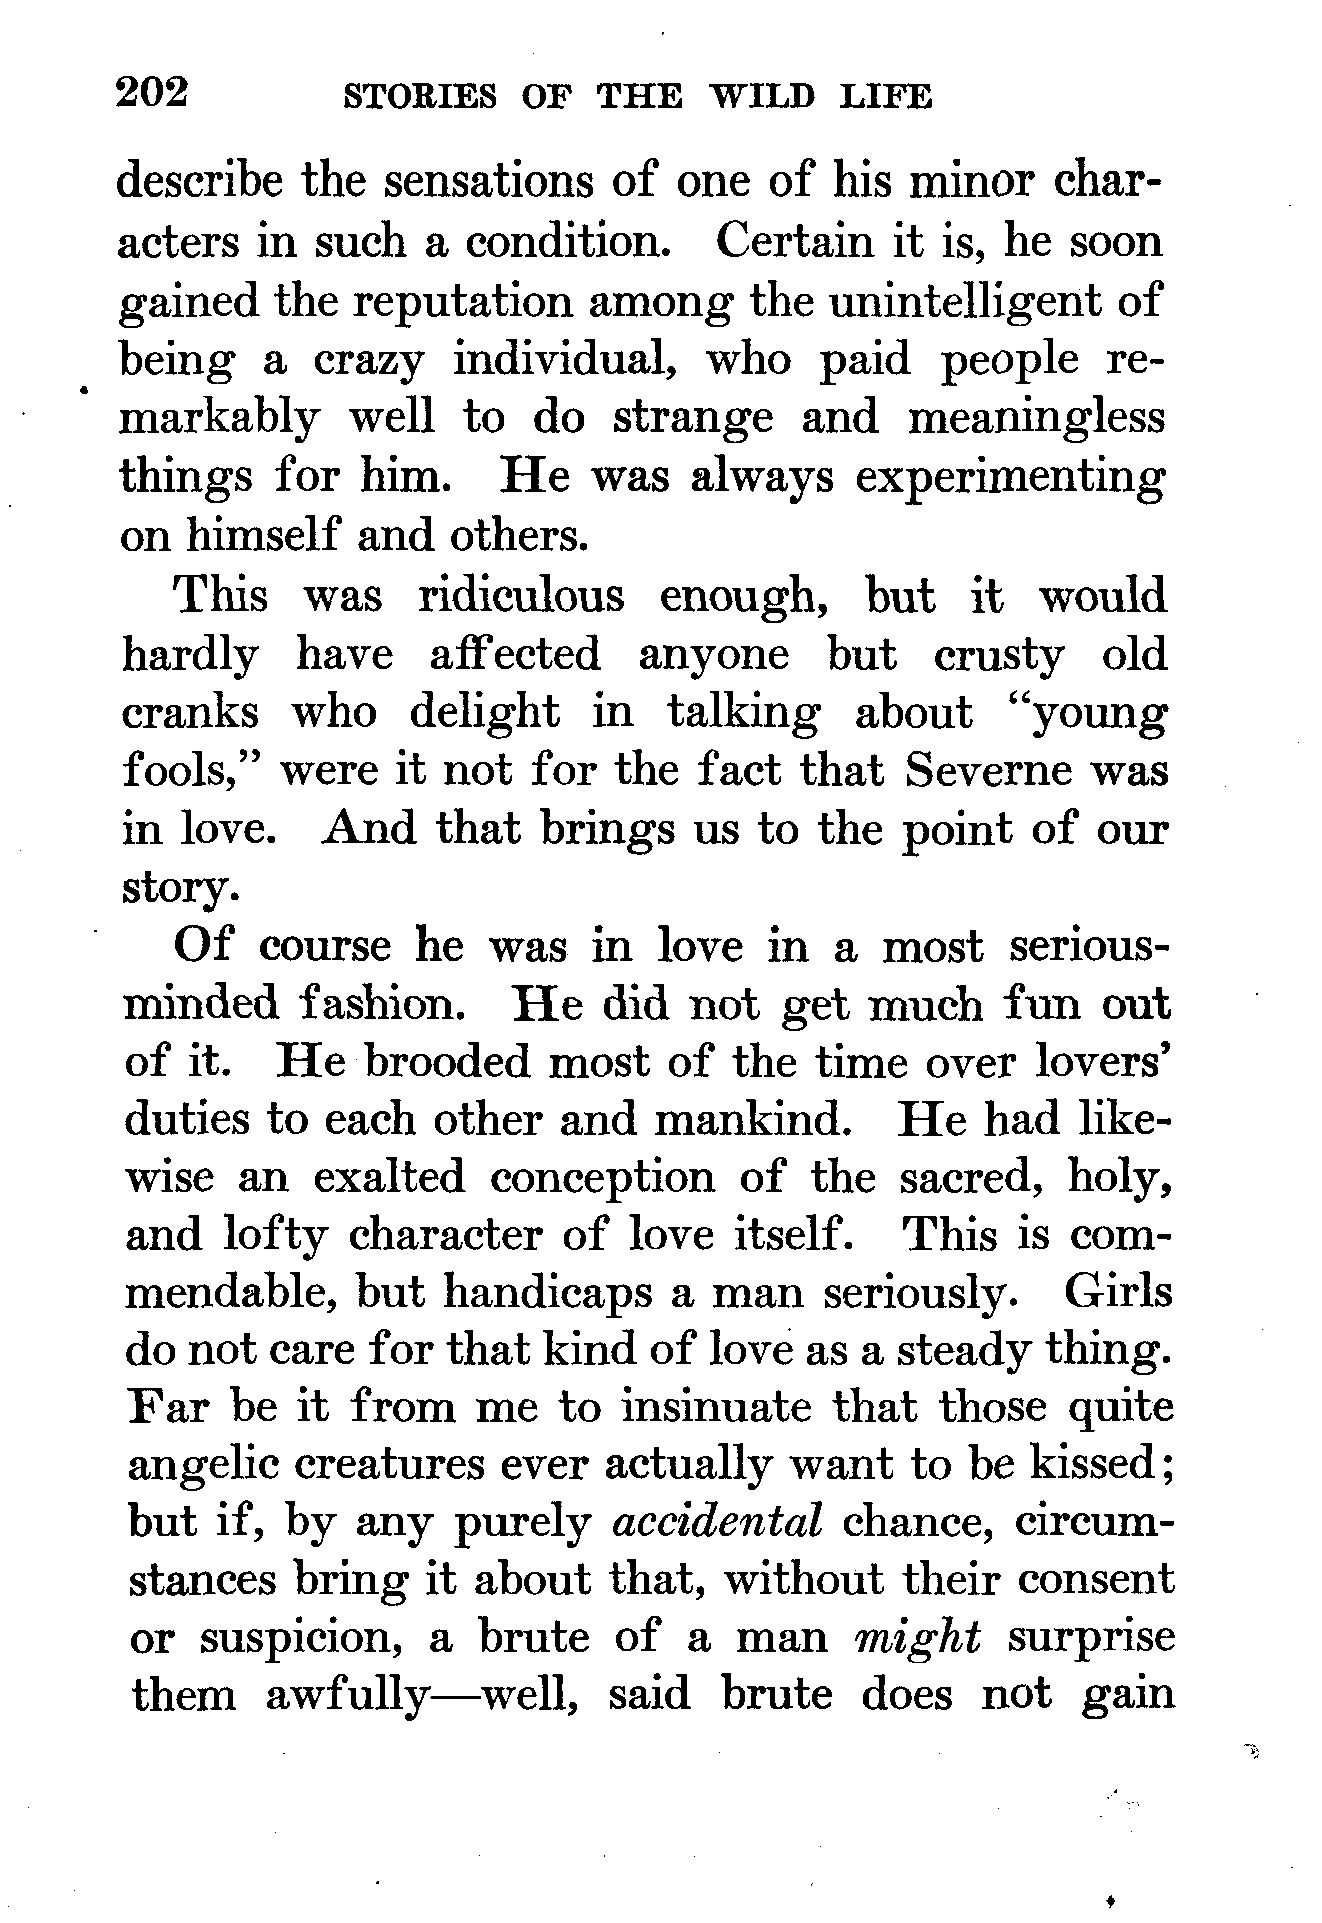 202 STORIES OF THE WILD LIFE
describe the sensations of one of his minor char-
acters in such a condition. Certain it is, he soon
gained the reputation among the unintelligent of
being a crazy individual, who paid people re-
markably well to do strange and meaningless
things for him. He was always experimenting
on himself and others.
This was ridiculous enough, but it would
hardly have affected anyone but crusty old
cranks who delight in talking about “young
fools,” were it not for the fact that Severne was
in love. And that brings us to the point of our
story.
Of course he was in love in a most serious-
minded fashion. He did not get much fun out
of it. He brooded most of the time over lovers’
duties to each other and mankind. He had like-
wise an exalted conception of the sacred, holy,
and lofty character of love itself. This is com-
mendable, but handicaps a man seriously. Girls
do not care for that kind of love as a steady thing.
Far be it from me to insinuate that those quite
angelic creatures ever actually want to be kissed;
but if, by any purely accidental chance, circum-
stances bring it about that, without their consent
or suspicion, a brute of a man might surprise
them awfully—well, said brute does not gain